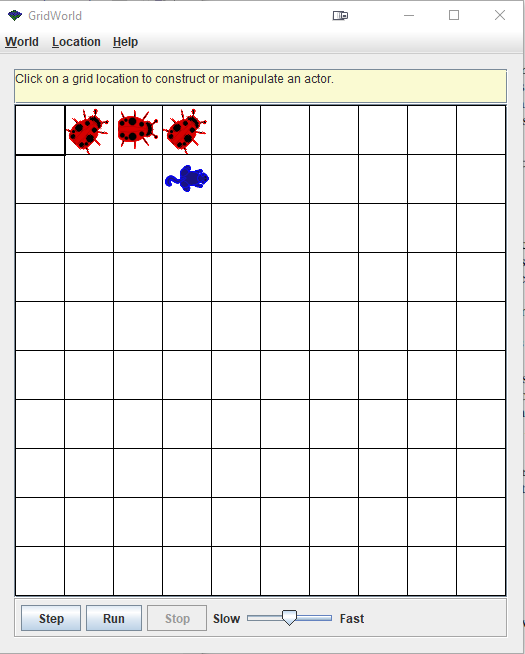 GridWorld
World Location Help
Click on a grid location to construct or manipulate an actor.
Step Run Stop Slow Fast